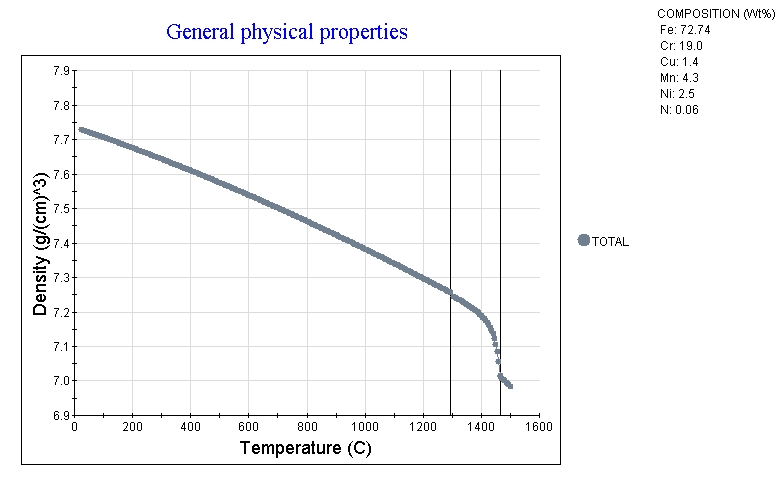 General physical properties
COMPOSITION (Wt%)
Fe: 72.74
Cr: 19.0
Cu: 1.4
Mn: 4.3
Ni: 2.5
N: 0.06
7.9
7.8
7.7
7.6
7.5
7.4
7.3
7.2
7.1
7.0
6.9
Density (g/(cm)^3)
0 200 400 600 800 1000 1200 1400 1600
Temperature (C)
TOTAL